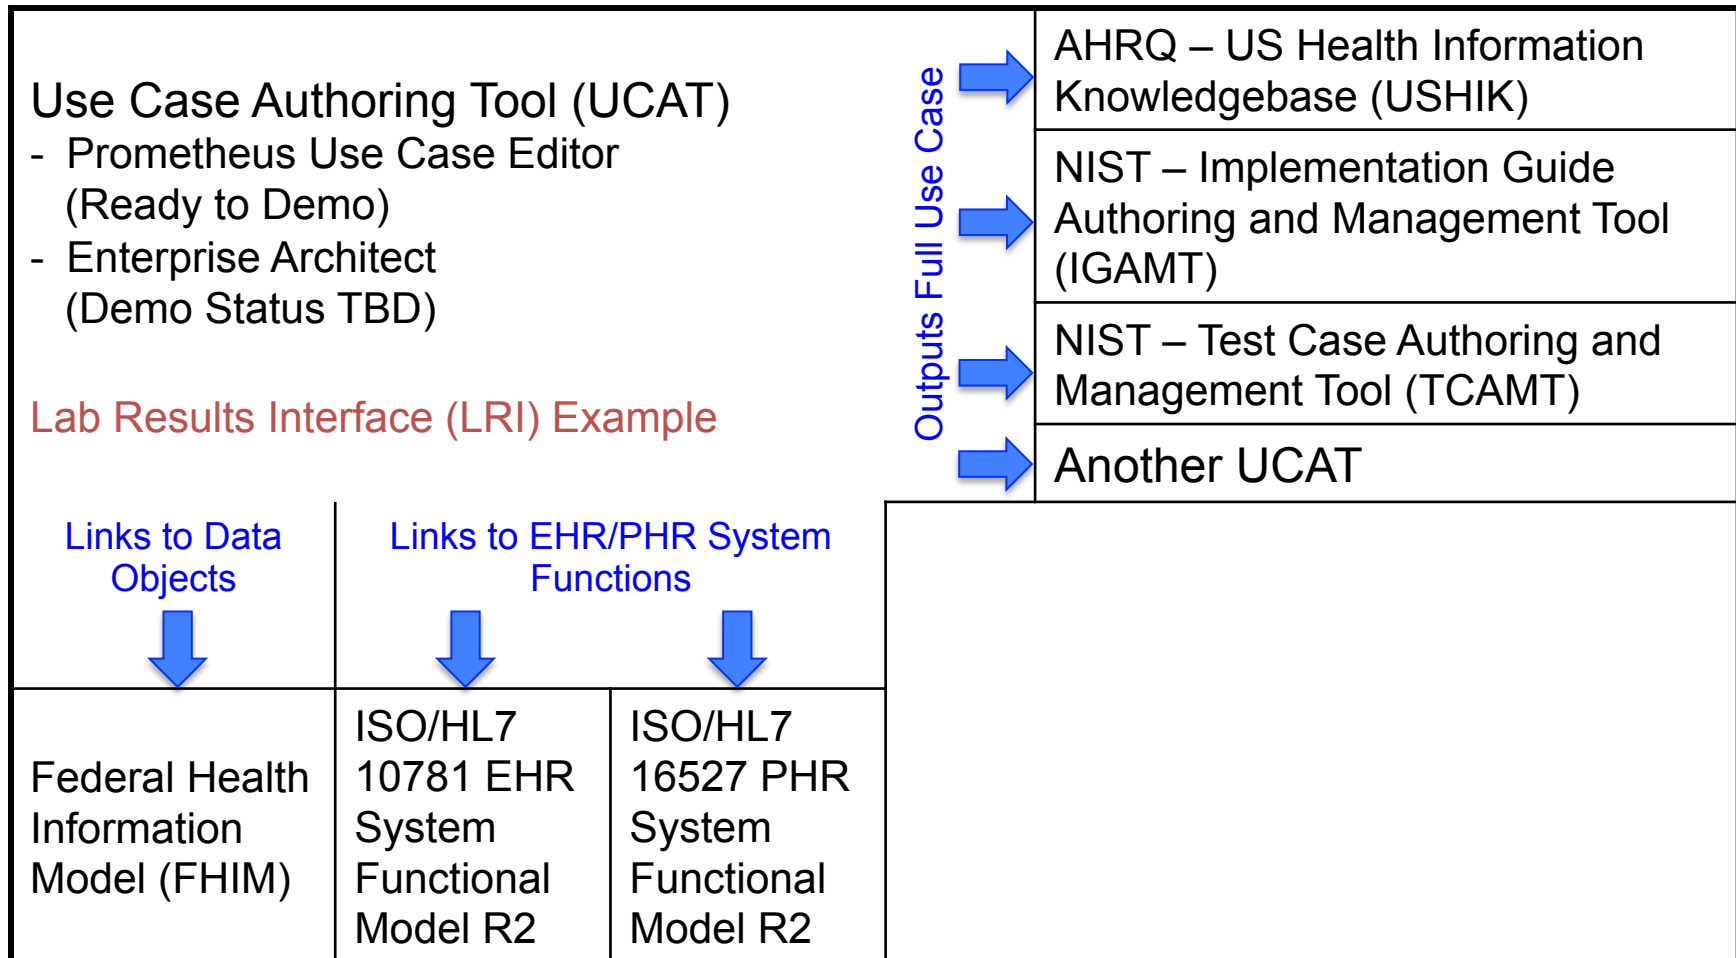 Use Case Authoring Tool (UCAT)
- Prometheus Use Case Editor
(Ready to Demo)
- Enterprise Architect
(Demo Status TBD)
Lab Results Interface (LRI) Example
Outputs Full Use Case
AHRQ – US Health Information
Knowledgebase (USHIK)
NIST – Implementation Guide
Authoring and Management Tool
(IGAMT)
NIST – Test Case Authoring and
Management Tool (TCAMT)
Another UCAT
Links to Data
Objects
Links to EHR/PHR System
Functions
Federal Health
Information
Model (FHIM)
ISO/HL7
10781 EHR
System
Functional
Model R2
ISO/HL7
16527 PHR
System
Functional
Model R2